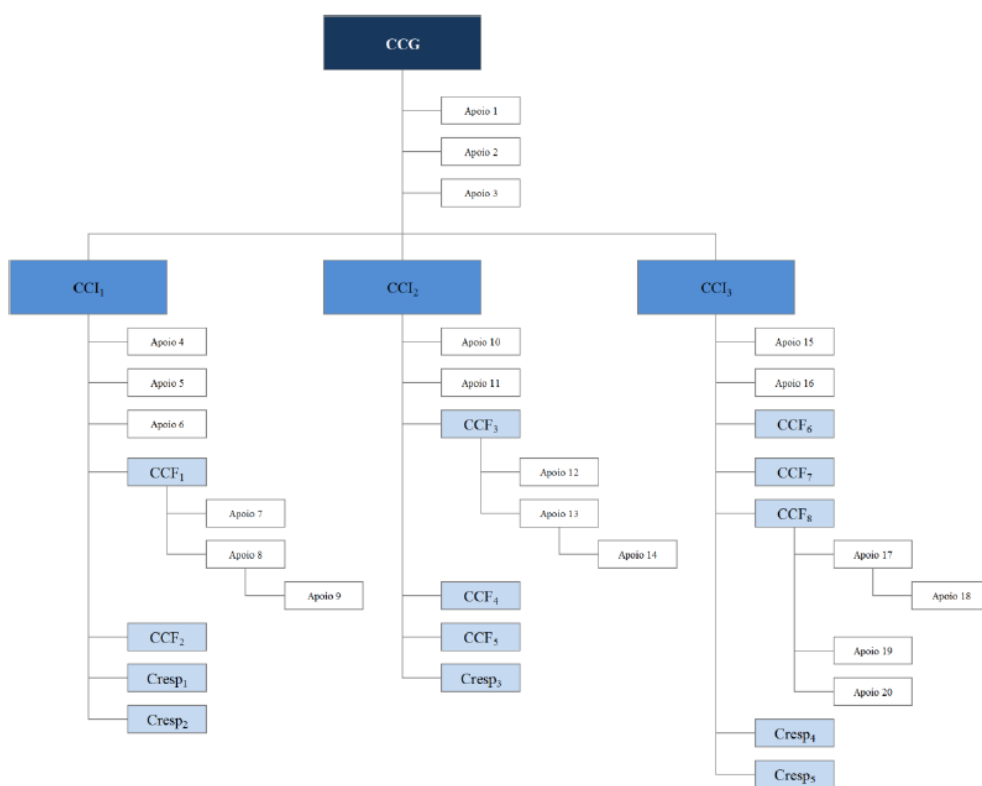 CCG
Apoio 1
Apoio 2
Apoio 3
CCI₁
Apoio 4
Apoio 5
Apoio 6
CCF₁
Apoio 7
Apoio 8
Apoio 9
CCF₂
Cresp₁
Cresp₂
CCI₂
Apoio 10
Apoio 11
CCF₃
Apoio 12
Apoio 13
Apoio 14
CCF₄
CCF₅
Cresp₃
CCI₃
Apoio 15
Apoio 16
CCF₆
CCF₇
CCF₈
Apoio 17
Apoio 18
Apoio 19
Apoio 20
Cresp₄
Cresp₅